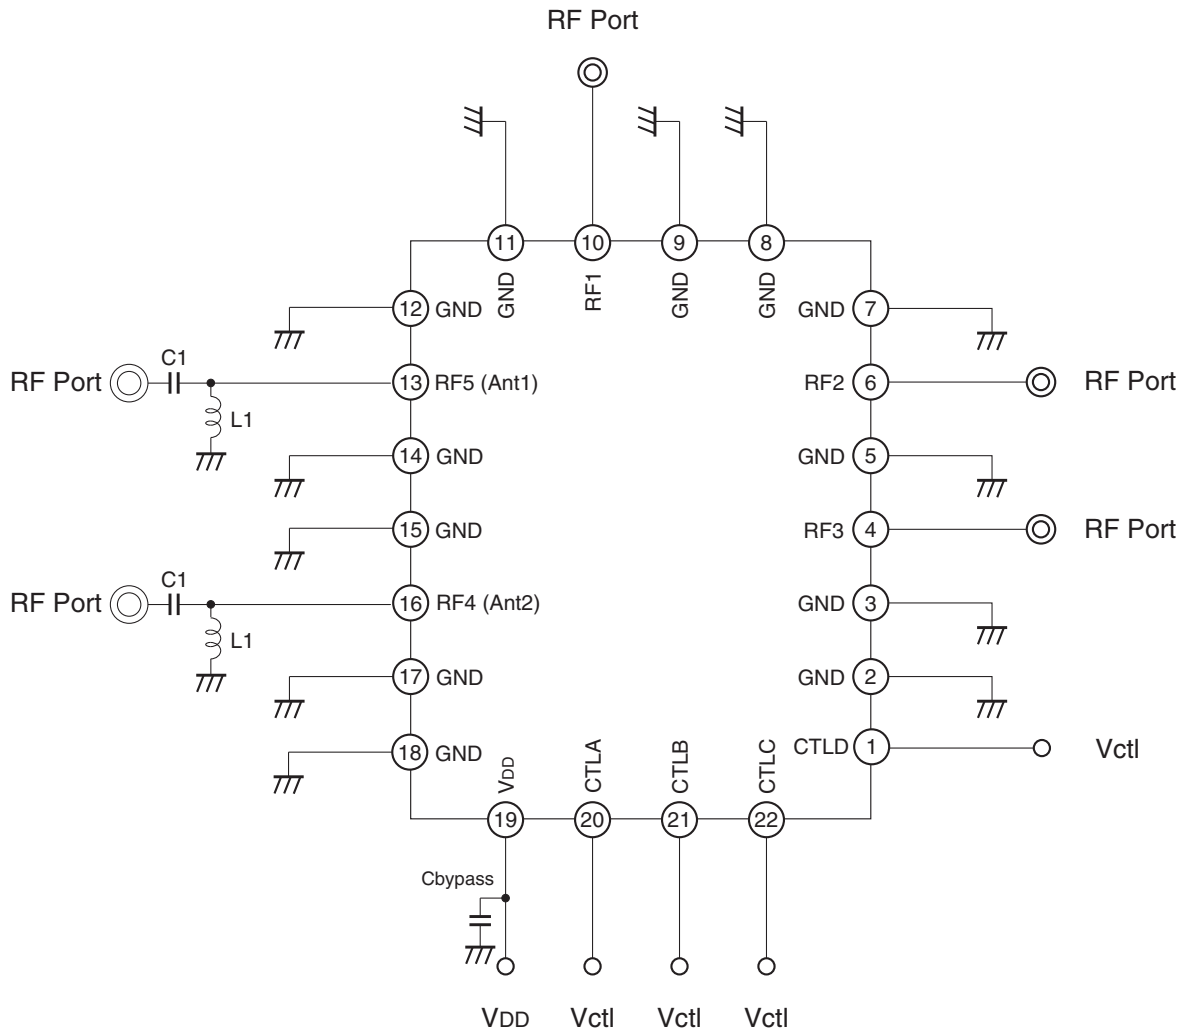 RF Port
11
10
9
8
GND
RF1
GND
GND
12 GND
GND 7
C1
RF Port
13 RF5 (Ant1)
RF2 6
RF Port
L1
14 GND
GND 5
15 GND
RF3 4
RF Port
C1
RF Port
16 RF4 (Ant2)
GND 3
L1
17 GND
GND 2
18 GND
CTLD 1
Vctl
VDD
CTLA
CTLB
CTLC
19
20
21
22
Cbypass
VDD
Vctl
Vctl
Vctl